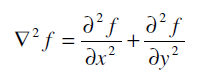 ∇²f = ∂²f/∂x² + ∂²f/∂y²